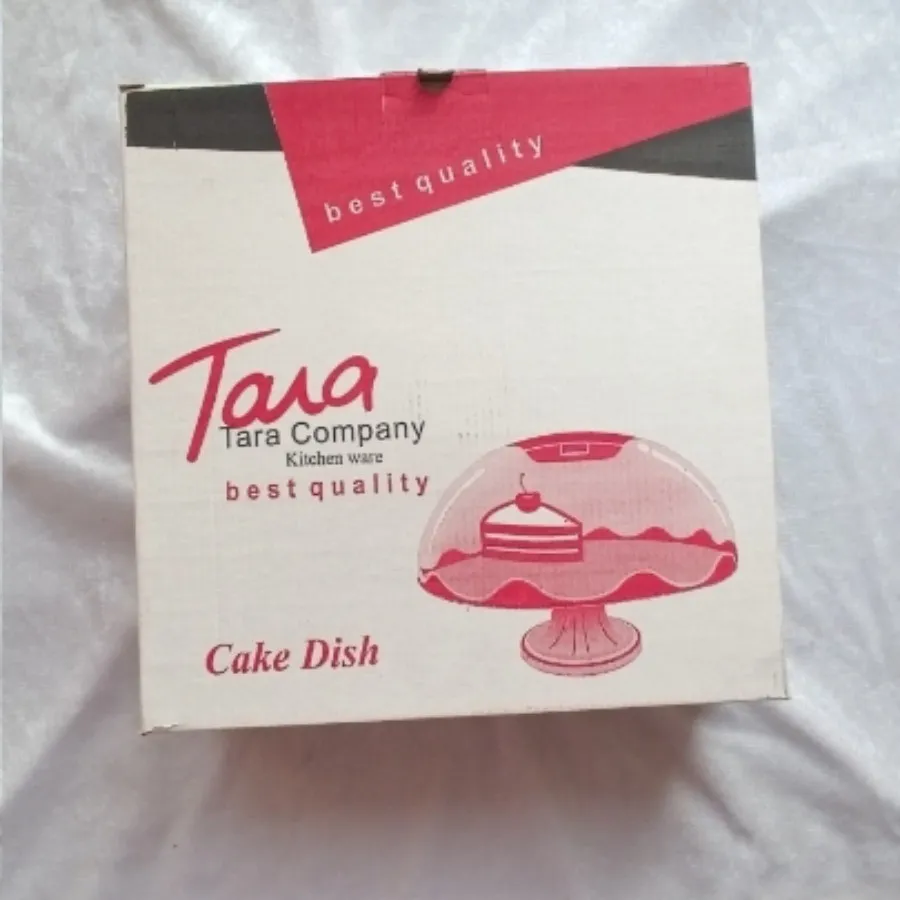 best quality
Tara
Tara Company
Kitchen ware
best quality
Cake Dish